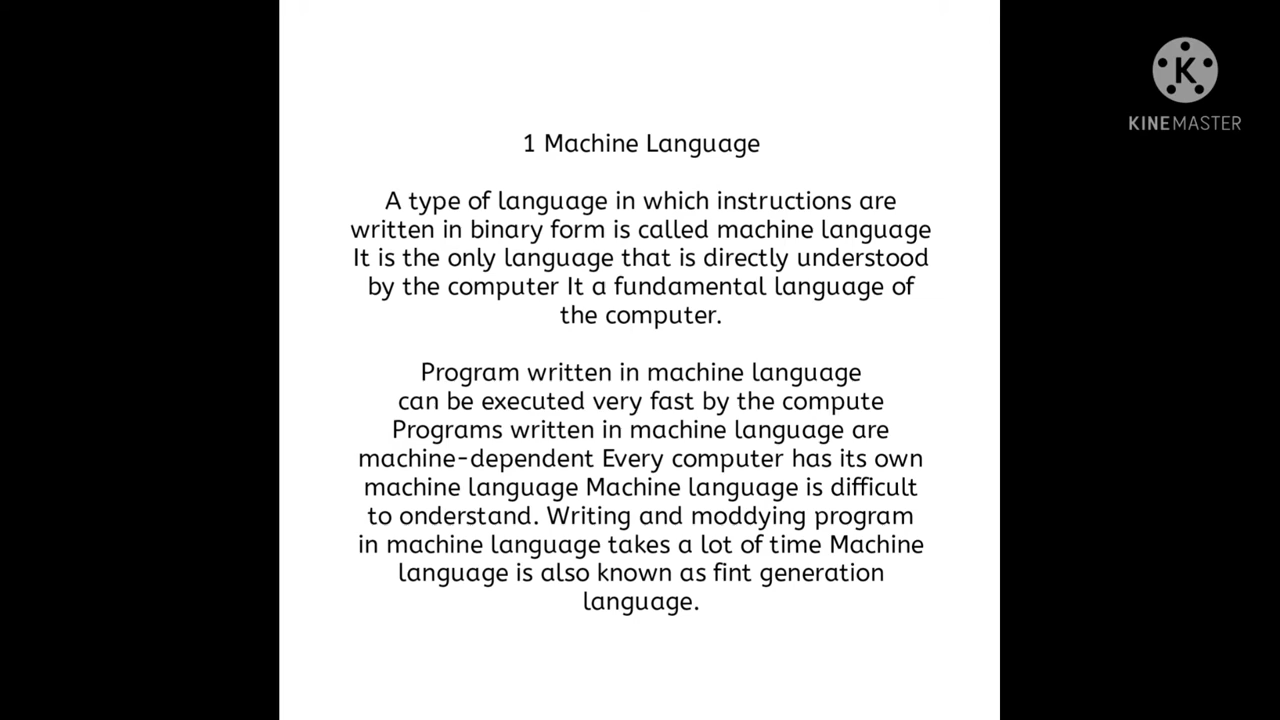 1 Machine Language
A type of language in which instructions are
written in binary form is called machine language
It is the only language that is directly understood
by the computer It a fundamental language of
the computer.
Program written in machine language
can be executed very fast by the compute
Programs written in machine language are
machine-dependent Every computer has its own
machine language Machine language is difficult
to onderstand. Writing and moddying program
in machine language takes a lot of time Machine
language is also known as fint generation
language.
K
KINEMASTER